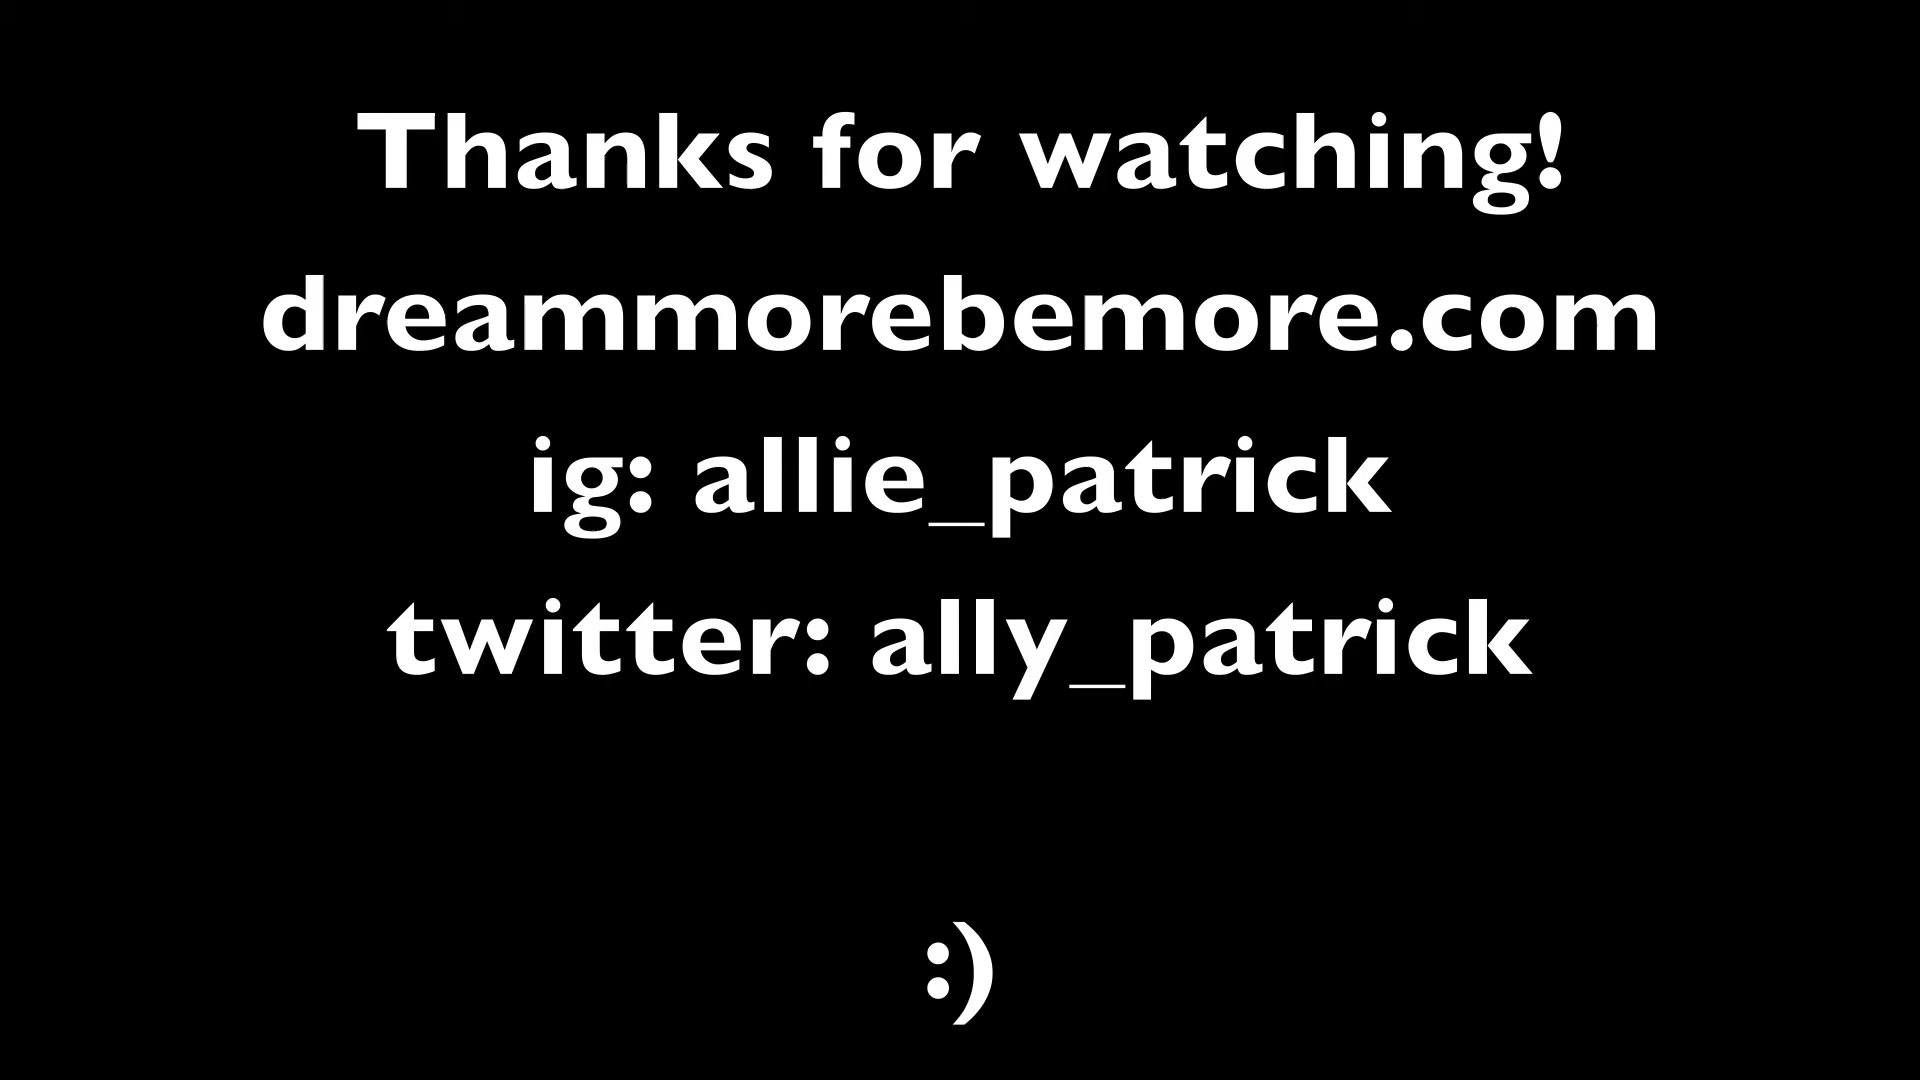 Thanks for watching!
dreammorebemore.com
ig: allie_patrick
twitter: ally_patrick
:)